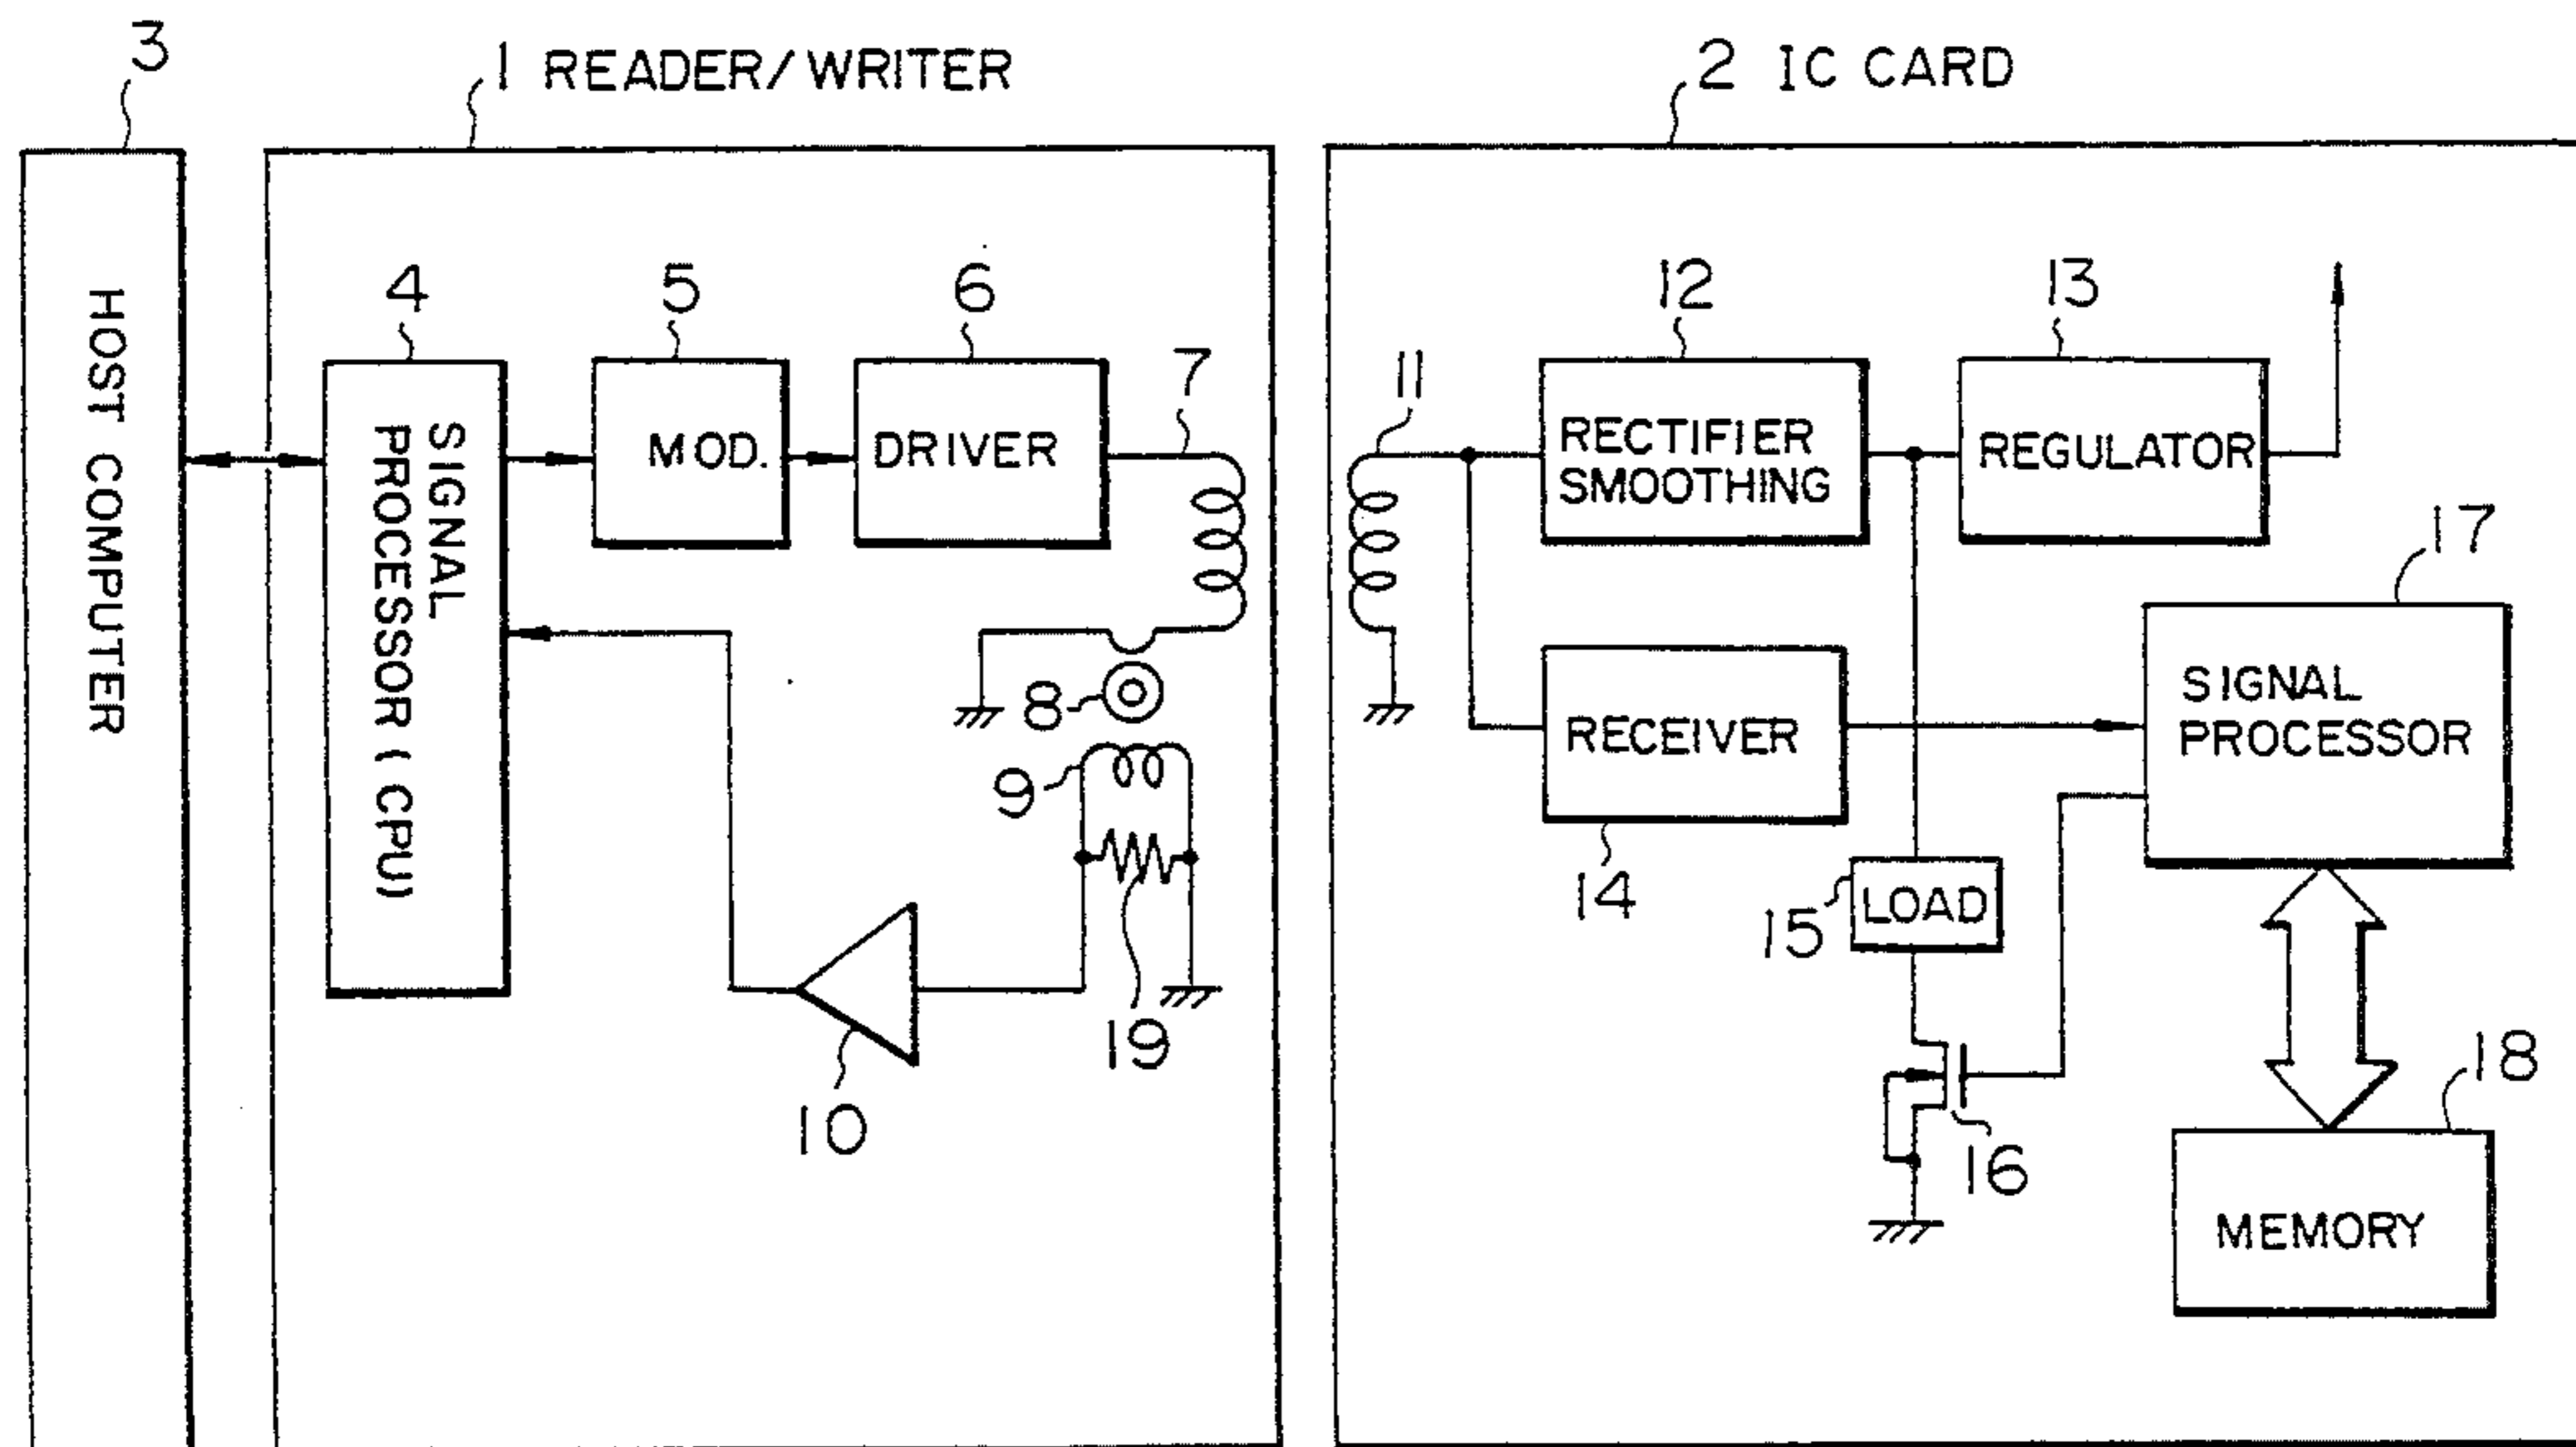 3
1 READER/WRITER
2 IC CARD
HOST COMPUTER
4
SIGNAL
PROCESSOR (CPU)
5
MOD.
6
DRIVER
7
8
9
19
10
11
12
RECTIFIER
SMOOTHING
13
REGULATOR
RECEIVER
14
15
LOAD
16
17
SIGNAL
PROCESSOR
18
MEMORY